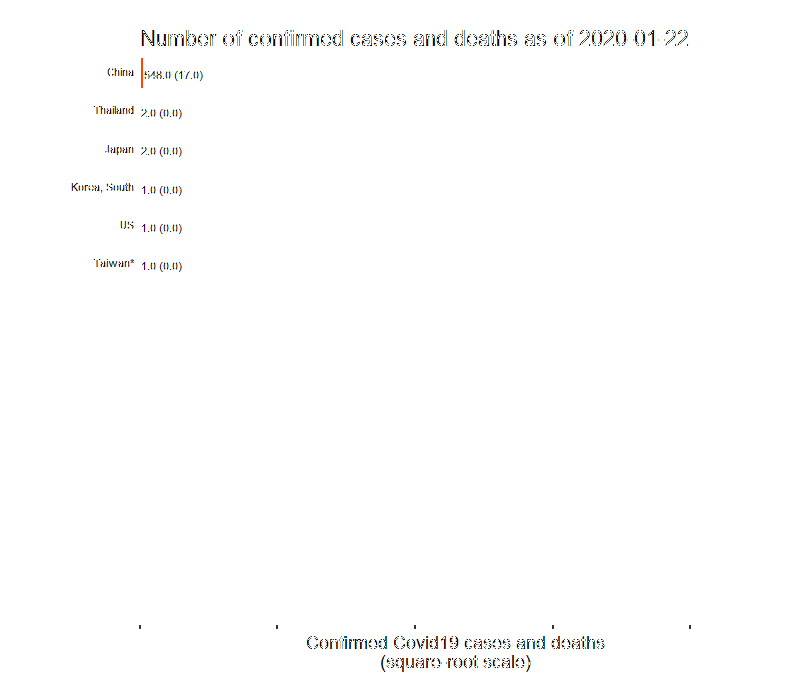 Number of confirmed cases and deaths as of 2020-01-22
China 548.0 (17.0)
Thailand 2.0 (0.0)
Japan 2.0 (0.0)
Korea, South 1.0 (0.0)
US 1.0 (0.0)
Taiwan* 1.0 (0.0)
Confirmed Covid19 cases and deaths
(square-root scale)